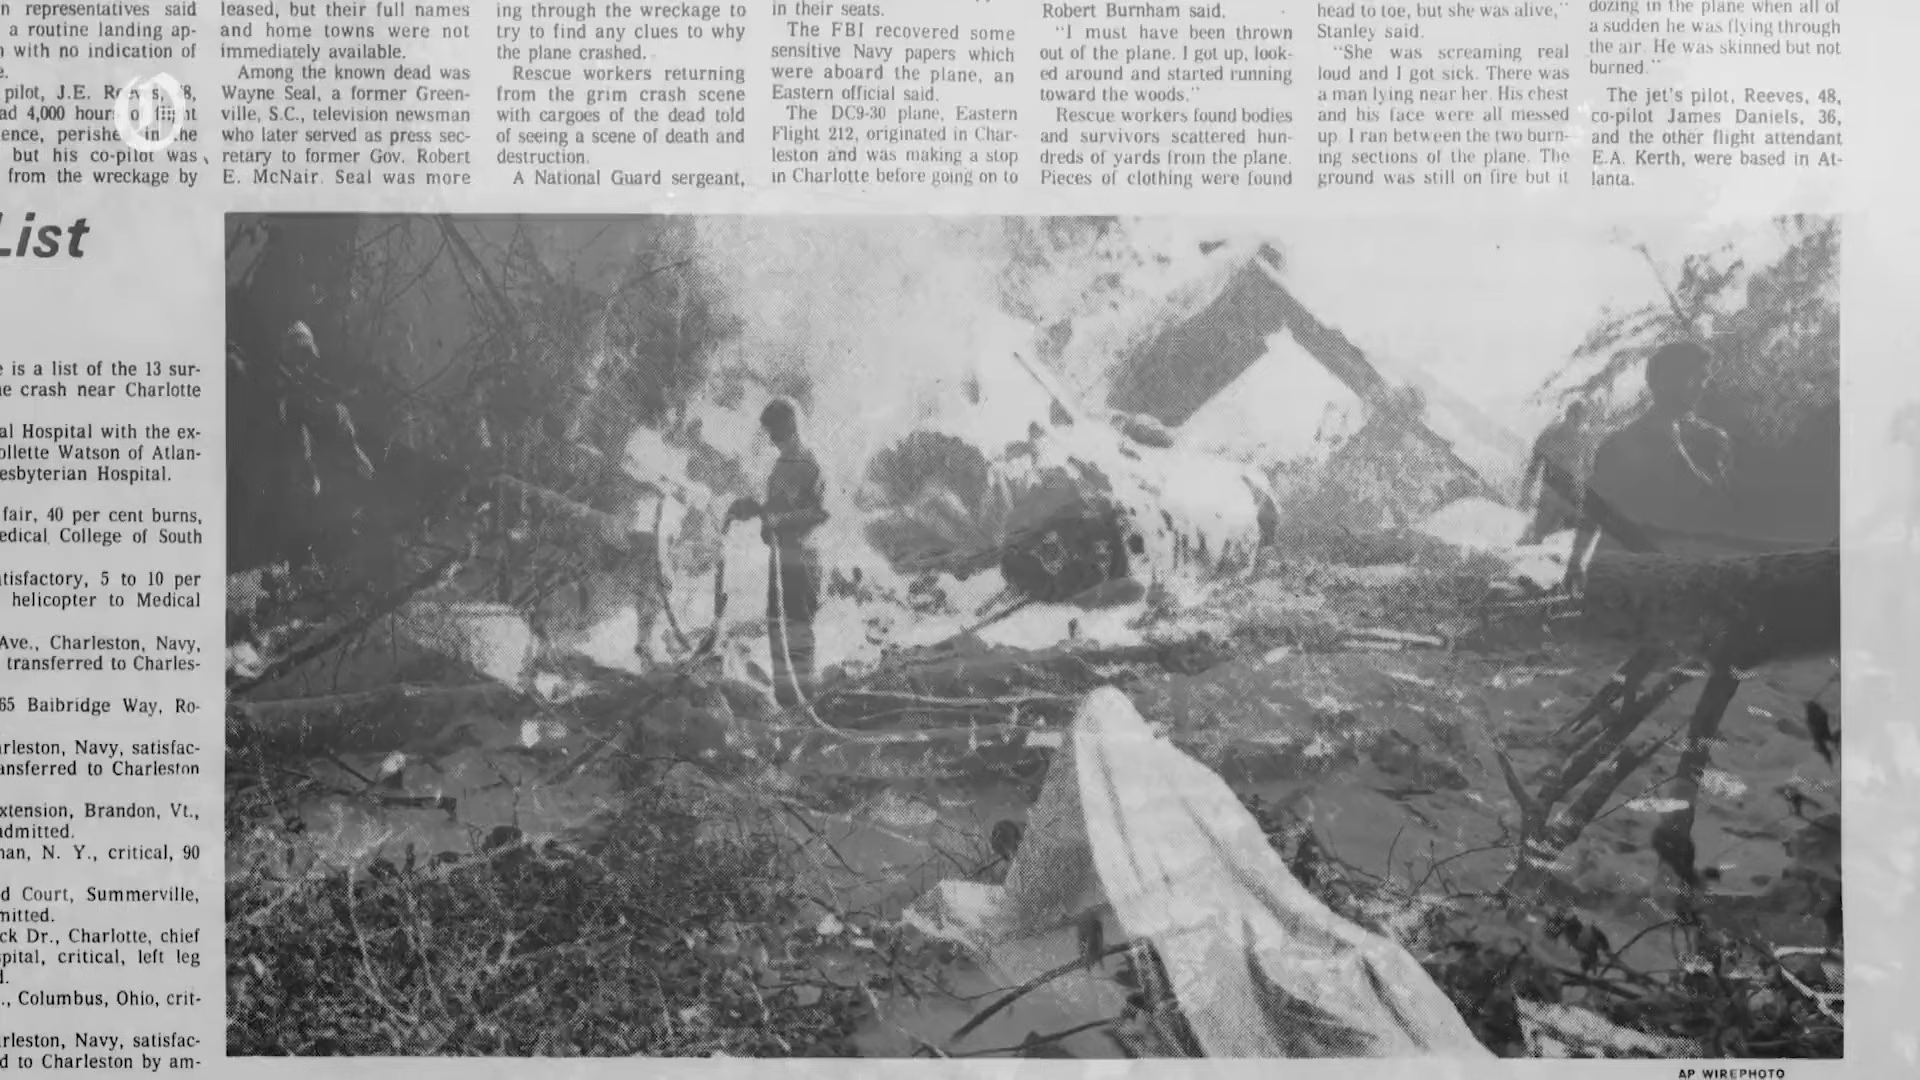 n representatives said
a routine landing ap-
with no indication of
e.
pilot, J.E. 8,
ad 4,000 hours
ence, perished in the
but his co-pilot was
from the wreckage by
List
e is a list of the 13 sur-
ne crash near Charlotte
al Hospital with the ex-
ollette Watson of Atlan-
esbyterian Hospital.
fair, 40 per cent burns,
edical College of South
tisfactory, 5 to 10 per
helicopter to Medical
Ave., Charleston, Navy,
transferred to Charles-
65 Baibridge Way, Ro-
arleston, Navy, satisfac-
ansferred to Charleston
xtension, Brandon, Vt.,
admitted.
nan, N. Y., critical, 90
d Court, Summerville,
mitted.
ck Dr., Charlotte, chief
spital, critical, left leg
d.
., Columbus, Ohio, crit-
arleston, Navy, satisfac-
d to Charleston by am-
leased, but their full names
and home towns were not
immediately available.
Among the known dead was
Wayne Seal, a former Green-
ville, S.C., television newsman
who later served as press sec-
retary to former Gov. Robert
E. McNair. Seal was more
ing through the wreckage to
try to find any clues to why
the plane crashed.
Rescue workers returning
from the grim crash scene
with cargoes of the dead told
of seeing a scene of death and
destruction.
A National Guard sergeant,
in their seats.
The FBI recovered some
sensitive Navy papers which
were aboard the plane, an
Eastern official said.
The DC9-30 plane, Eastern
Flight 212, originated in Char-
leston and was making a stop
in Charlotte before going on to
Robert Burnham said.
"I must have been thrown
out of the plane. I got up, look-
ed around and started running
toward the woods."
Rescue workers found bodies
and survivors scattered hun-
dreds of yards from the plane.
Pieces of clothing were found
head to toe, but she was alive,"
Stanley said.
"She was screaming real
loud and I got sick. There was
a man lying near her. His chest
and his face were all messed
up. I ran between the two burn-
ing sections of the plane. The
ground was still on fire but it
dozing in the plane when all of
a sudden he was flying through
the air. He was skinned but not
burned."
The jet's pilot, Reeves, 48,
co-pilot James Daniels, 36,
and the other flight attendant
E.A. Kerth, were based in At-
lanta.
AP WIREPHOTO